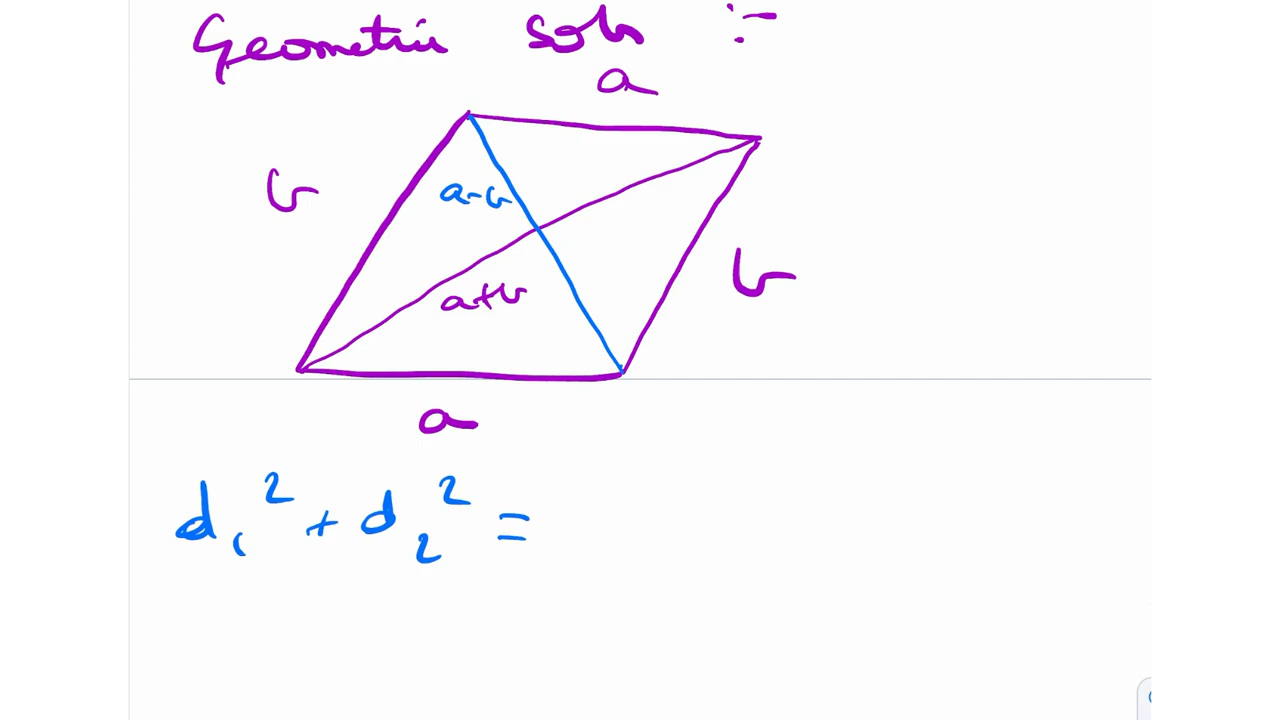 Geometric soln :-
a
b
a-b
a+b
b
a
d₁² + d₂² =